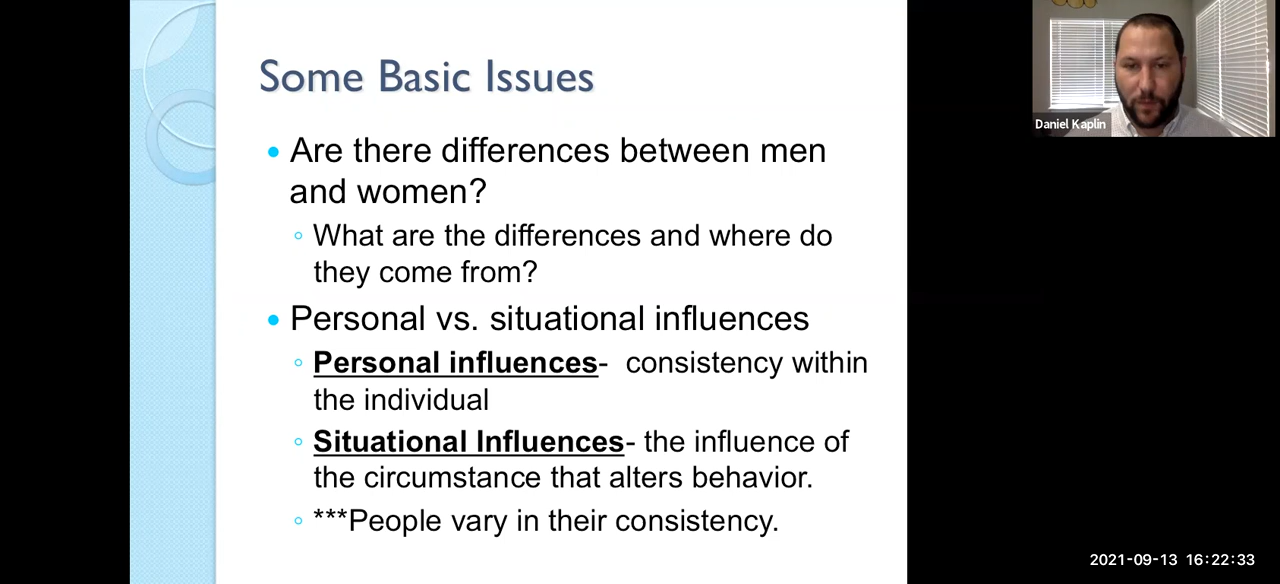 Some Basic Issues
Are there differences between men
and women?
What are the differences and where do
they come from?
Personal vs. situational influences
Personal influences-  consistency within
the individual
Situational Influences- the influence of
the circumstance that alters behavior.
***People vary in their consistency.
Daniel Kaplin
2021-09-13 16:22:33